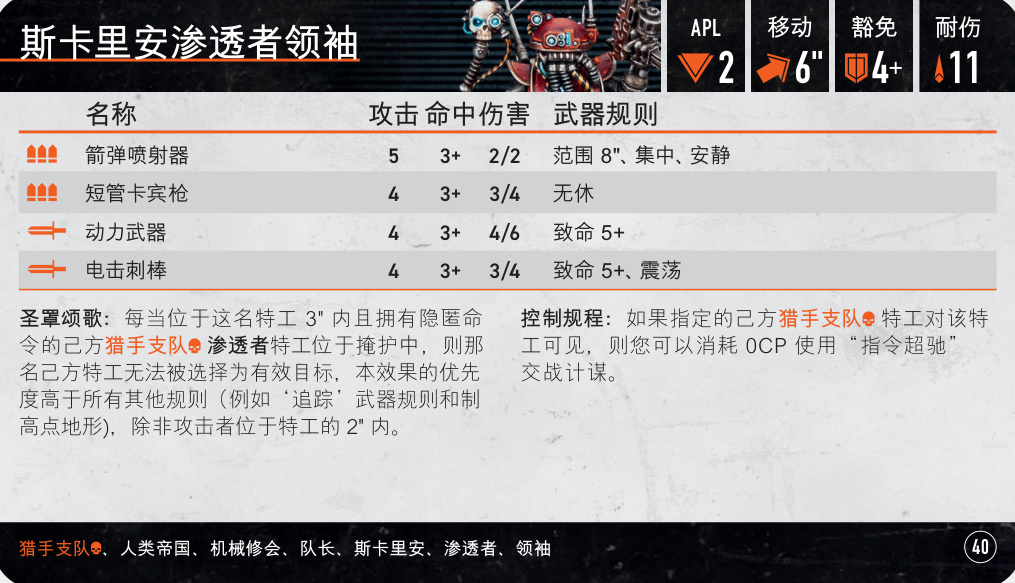 斯卡里安渗透者领袖
APL 移动 豁免 耐伤
2 6" 4+ 11
名称 攻击 命中 伤害 武器规则
箭弹喷射器 5 3+ 2/2 范围 8"、集中、安静
短管卡宾枪 4 3+ 3/4 无休
动力武器 4 3+ 4/6 致命 5+
电击刺棒 4 3+ 3/4 致命 5+、震荡
圣罩颂歌：每当位于这名特工 3" 内且拥有隐匿命
令的己方猎手支队 渗透者特工位于掩护中，则那
名己方特工无法被选择为有效目标，本效果的优先
度高于所有其他规则（例如‘追踪’武器规则和制
高点地形)，除非攻击者位于特工的 2" 内。
控制规程：如果指定的己方猎手支队 特工对该特
工可见，则您可以消耗 0CP 使用“指令超驰”
交战计谋。
猎手支队、人类帝国、机械修会、队长、斯卡里安、渗透者、领袖
40